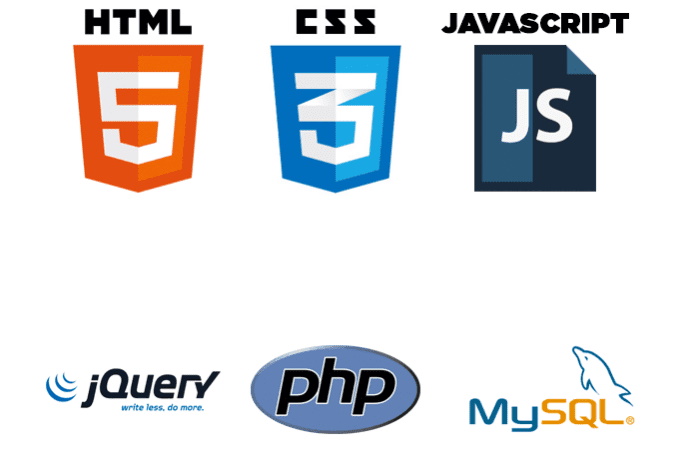 HTML
CSS
JAVASCRIPT
5
3
JS
jQuery
write less, do more.
php
MySQL®